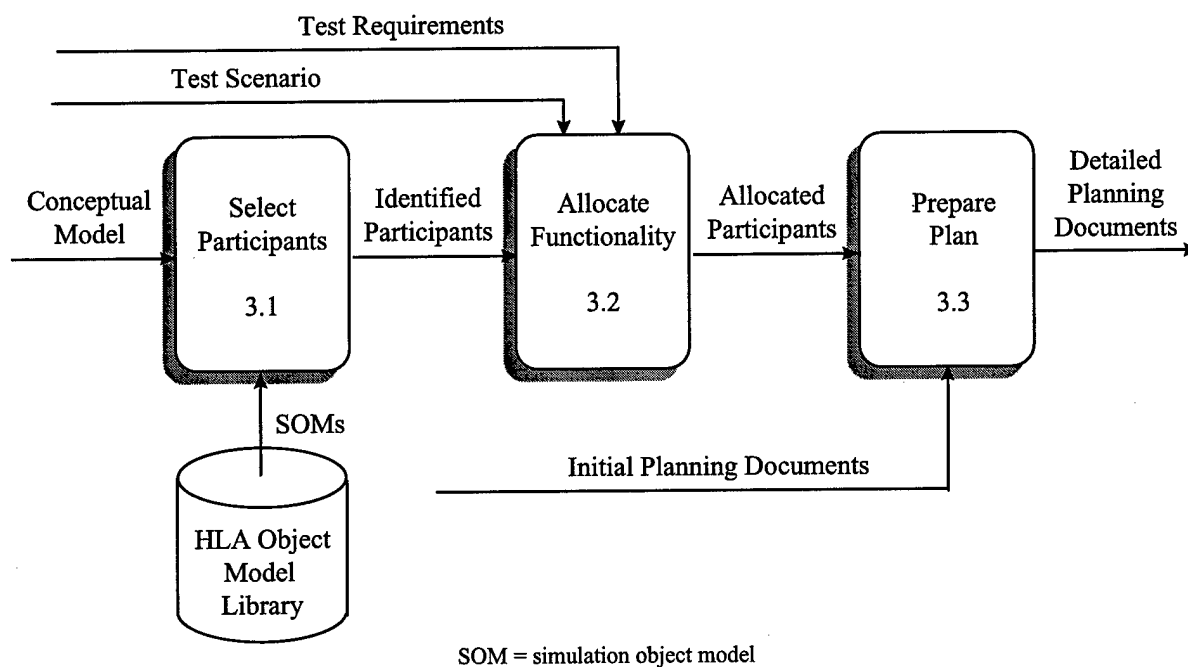 Test Requirements
Test Scenario
Conceptual
Model
Select
Participants
3.1
Identified
Participants
Allocate
Functionality
3.2
Allocated
Participants
Prepare
Plan
3.3
Detailed
Planning
Documents
SOMs
HLA Object
Model
Library
Initial Planning Documents
SOM = simulation object model